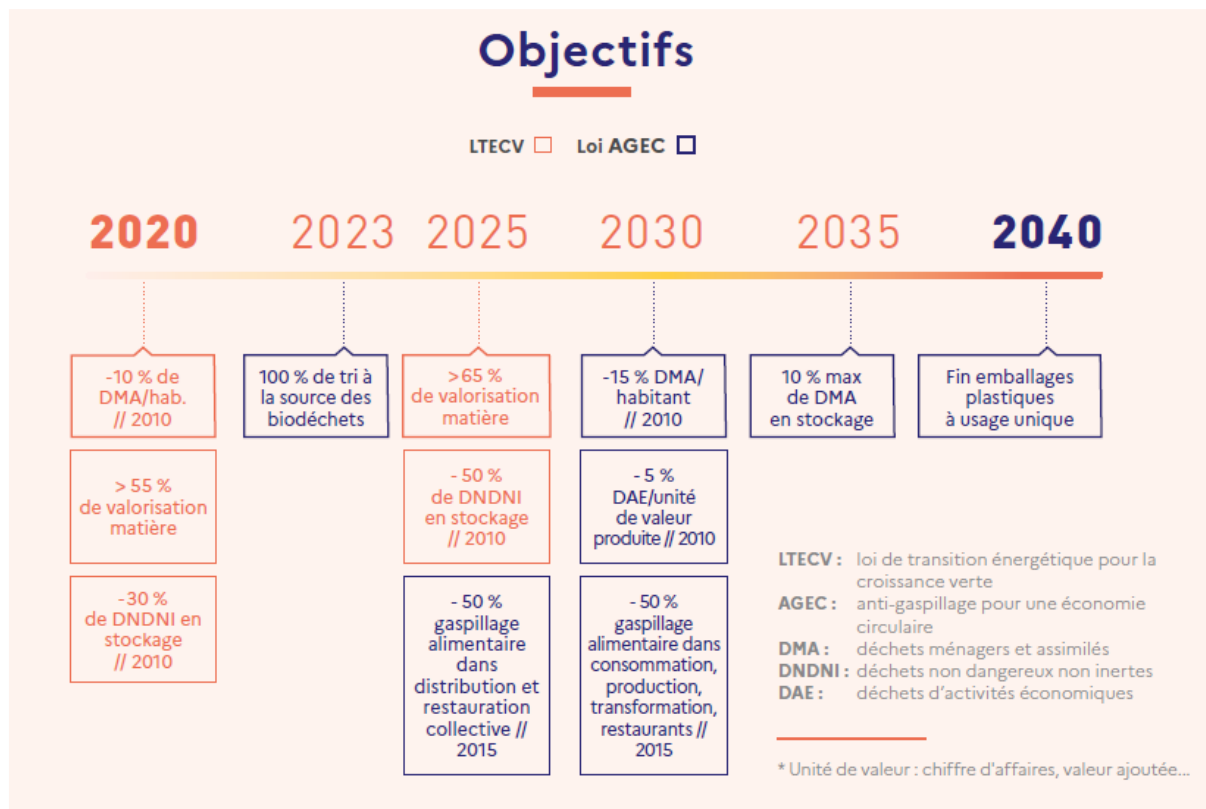 Objectifs
LTECV
Loi AGEC
2020
2023
2025
2030
2035
2040
-10 % de
DMA/hab.
// 2010
100 % de tri à
la source des
biodéchets
>65 %
de valorisation
matière
-15 % DMA/
habitant
// 2010
10 % max
de DMA
en stockage
Fin emballages
plastiques
à usage unique
> 55 %
de valorisation
matière
- 50 %
de DNDNI
en stockage
// 2010
- 5 %
DAE/unité
de valeur
produite // 2010
-30 %
de DNDNI en
stockage
// 2010
- 50 %
gaspillage
alimentaire
dans
distribution et
restauration
collective //
2015
- 50 %
gaspillage
alimentaire dans
consommation,
production,
transformation,
restaurants //
2015
LTECV : loi de transition énergétique pour la
croissance verte
AGEC : anti-gaspillage pour une économie
circulaire
DMA : déchets ménagers et assimilés
DNDNI : déchets non dangereux non inertes
DAE : déchets d'activités économiques
* Unité de valeur : chiffre d'affaires, valeur ajoutée...